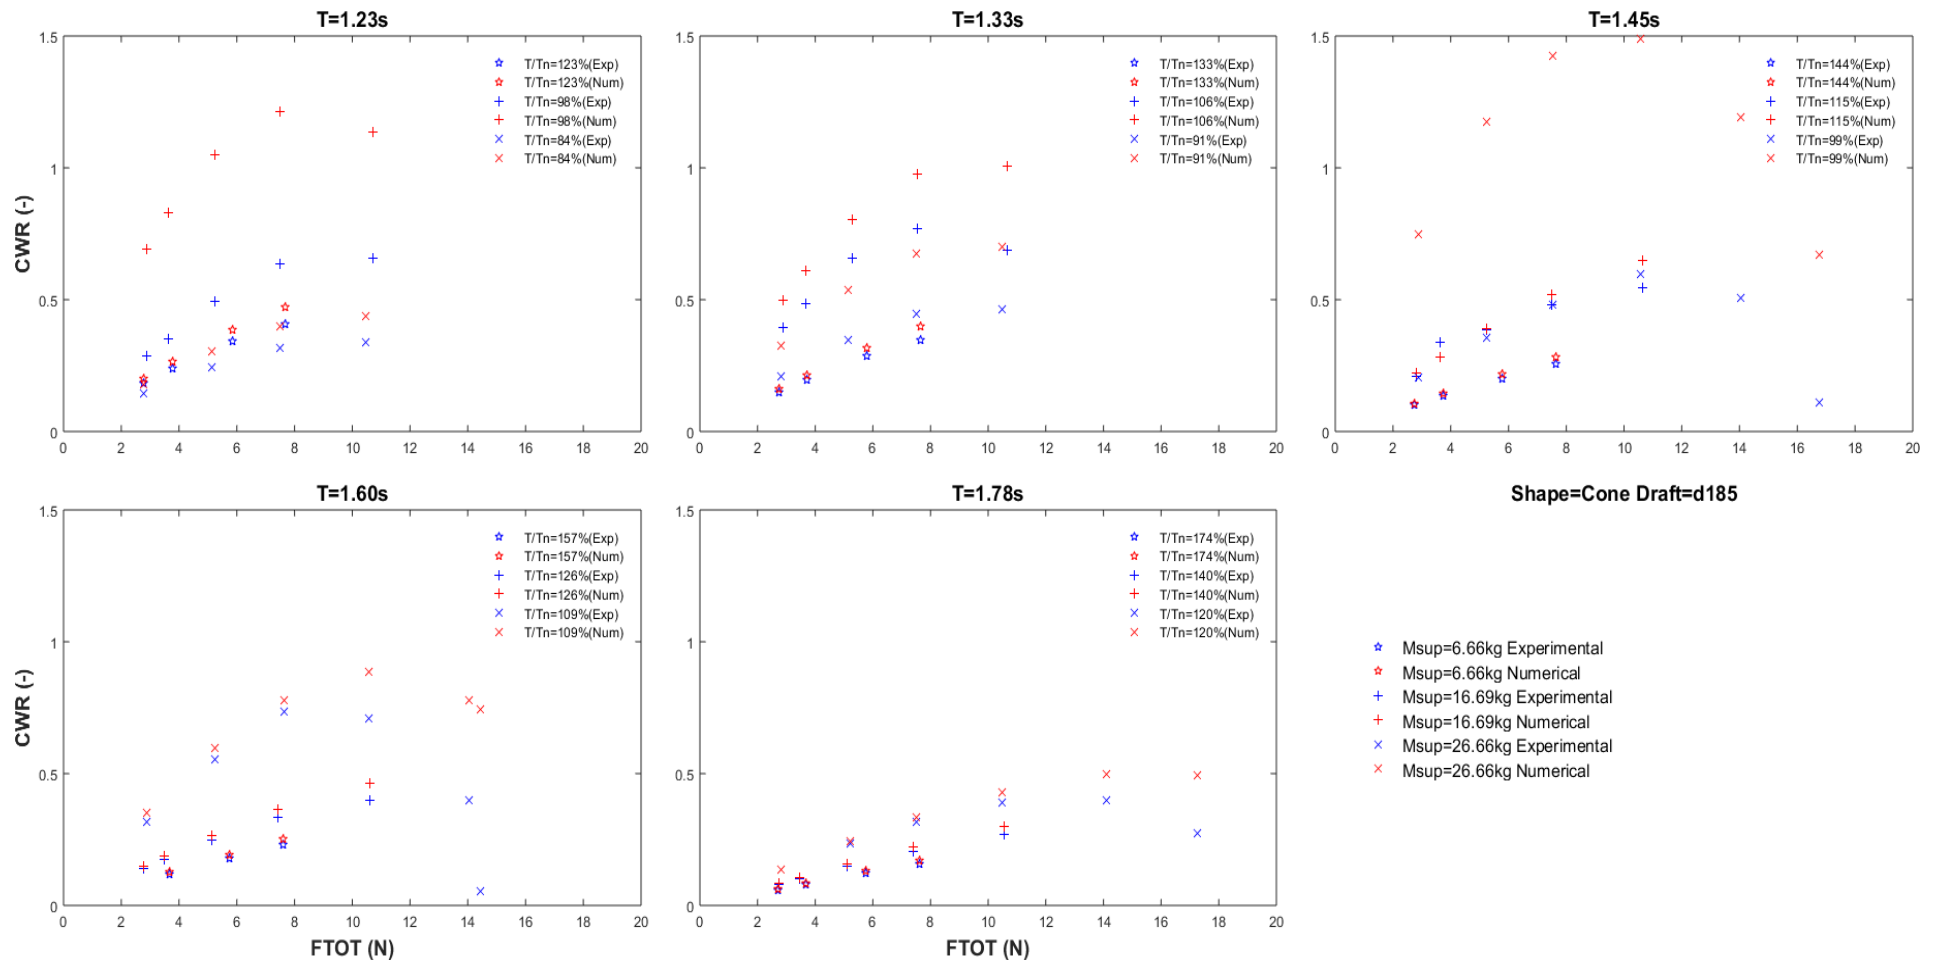 T=1.23s
1.5
1
0.5
0
CWR (-)
0 2 4 6 8 10 12 14 16 18 20
T/Tn=123%(Exp)
T/Tn=123%(Num)
T/Tn=98%(Exp)
T/Tn=98%(Num)
T/Tn=84%(Exp)
T/Tn=84%(Num)
T=1.33s
1.5
1
0.5
0
0 2 4 6 8 10 12 14 16 18 20
T/Tn=133%(Exp)
T/Tn=133%(Num)
T/Tn=106%(Exp)
T/Tn=106%(Num)
T/Tn=91%(Exp)
T/Tn=91%(Num)
T=1.45s
1.5
1
0.5
0
0 2 4 6 8 10 12 14 16 18 20
T/Tn=144%(Exp)
T/Tn=144%(Num)
T/Tn=115%(Exp)
T/Tn=115%(Num)
T/Tn=99%(Exp)
T/Tn=99%(Num)
T=1.60s
1.5
1
0.5
0
CWR (-)
0 2 4 6 8 10 12 14 16 18 20
FTOT (N)
T/Tn=157%(Exp)
T/Tn=157%(Num)
T/Tn=126%(Exp)
T/Tn=126%(Num)
T/Tn=109%(Exp)
T/Tn=109%(Num)
T=1.78s
1.5
1
0.5
0
0 2 4 6 8 10 12 14 16 18 20
FTOT (N)
T/Tn=174%(Exp)
T/Tn=174%(Num)
T/Tn=140%(Exp)
T/Tn=140%(Num)
T/Tn=120%(Exp)
T/Tn=120%(Num)
Shape=Cone Draft=d185
Msup=6.66kg Experimental
Msup=6.66kg Numerical
Msup=16.69kg Experimental
Msup=16.69kg Numerical
Msup=26.66kg Experimental
Msup=26.66kg Numerical